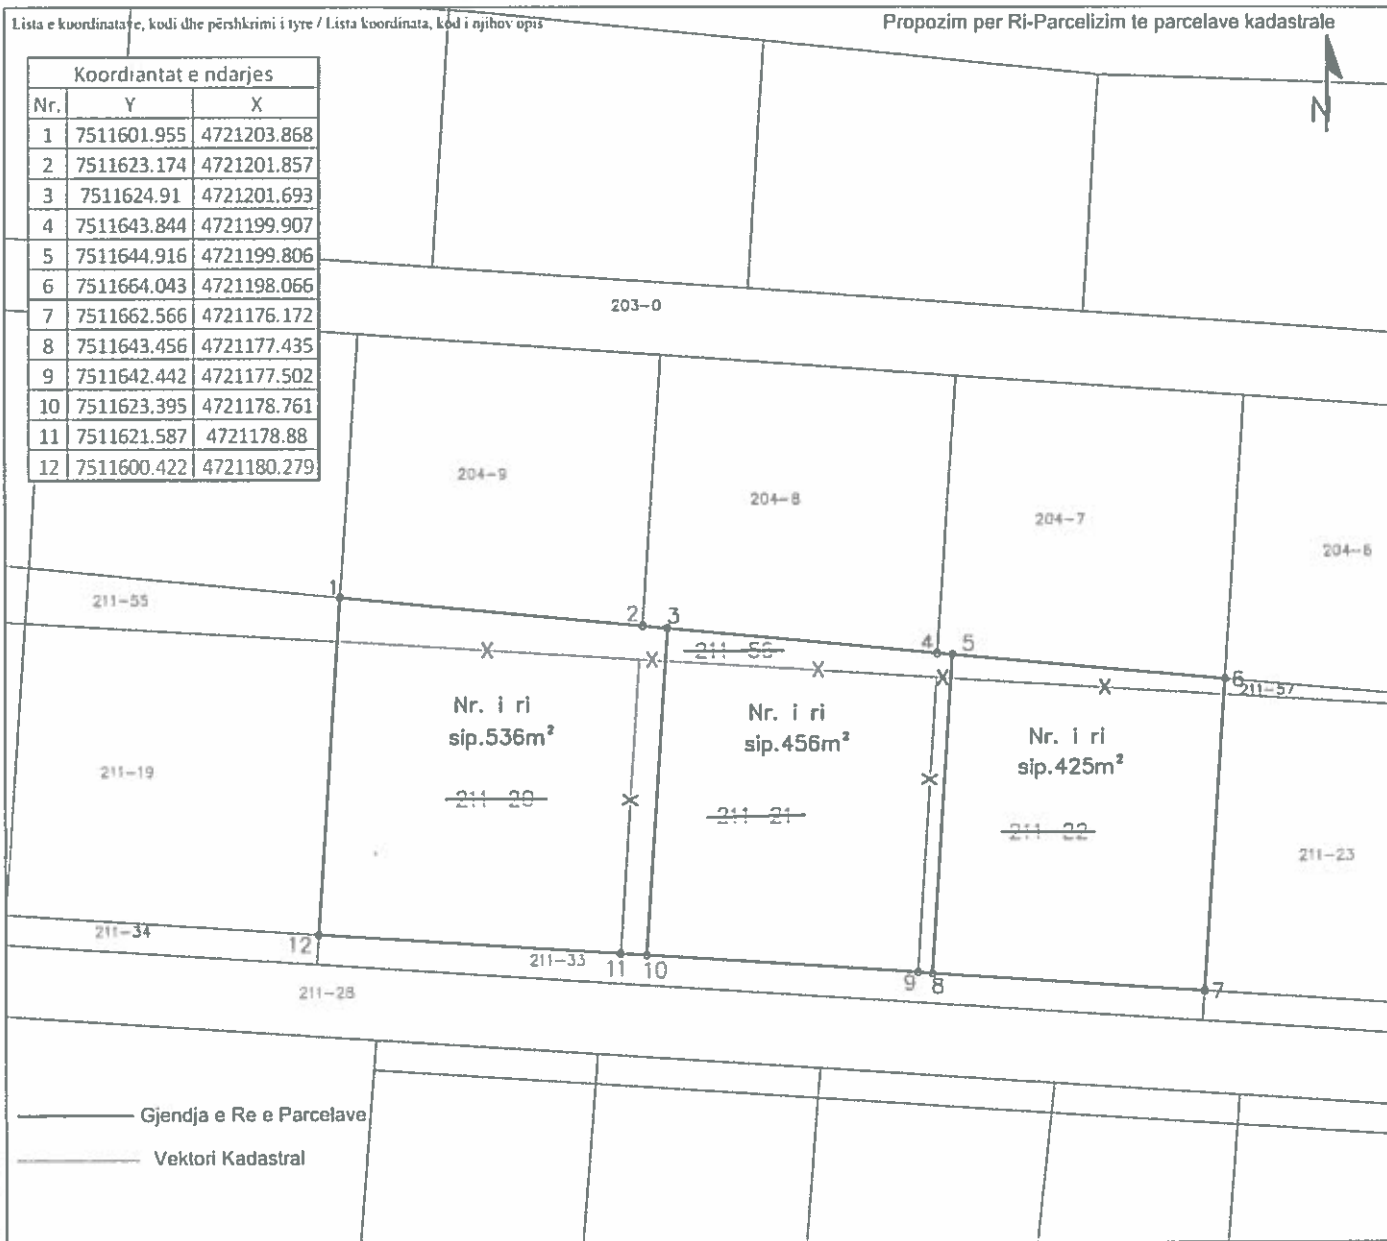 Lista e kuordinatave, kodi dhe përshkrimi i tyre / Lista koordinata, kod i njihov opis
Propozim per Ri-Parcelizim te parcelave kadastrale
N
Koordiantat e ndarjes
Nr. Y X
1 7511601.955 4721203.868
2 7511623.174 4721201.857
3 7511624.91 4721201.693
4 7511643.844 4721199.907
5 7511644.916 4721199.806
6 7511664.043 4721198.066
7 7511662.566 4721176.172
8 7511643.456 4721177.435
9 7511642.442 4721177.502
10 7511623.395 4721178.761
11 7511621.587 4721178.88
12 7511600.422 4721180.279
203-0
204-9
204-8
204-7
204-6
211-55
1
2
3
4
5
6
211-56
211-57
Nr. i ri
sip.536m²
211-20
Nr. i ri
sip.456m²
211-21
Nr. i ri
sip.425m²
211-22
211-19
211-23
211-34
12
211-33
11
10
9
8
7
211-28
Gjendja e Re e Parcelave
Vektori Kadastral